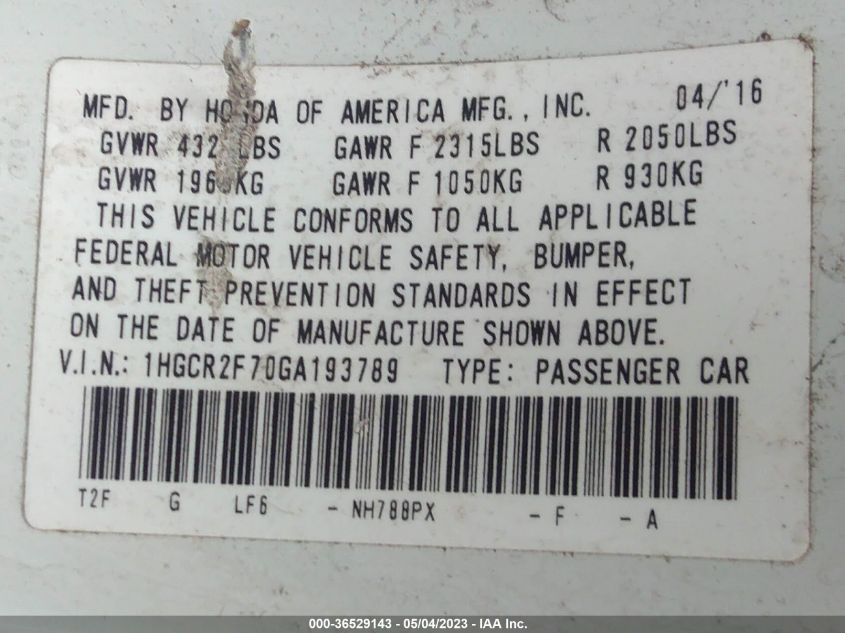 MFD. BY HONDA OF AMERICA MFG., INC. 04/'16
GVWR LBS GAWR F 2315LBS R 2050LBS
GVWR GAWR F 1050KG R 930KG
THIS VEHICLE CONFORMS TO ALL APPLICABLE
FEDERAL MOTOR VEHICLE SAFETY, BUMPER,
AND THEFT PREVENTION STANDARDS IN EFFECT
ON THE DATE OF MANUFACTURE SHOWN ABOVE.
V.I.N.: 1HGCR2F70GA193789 TYPE: PASSENGER CAR
T2F G LF6 - NH788PX - F - A
000-36529143 - 05/04/2023 - IAA Inc.